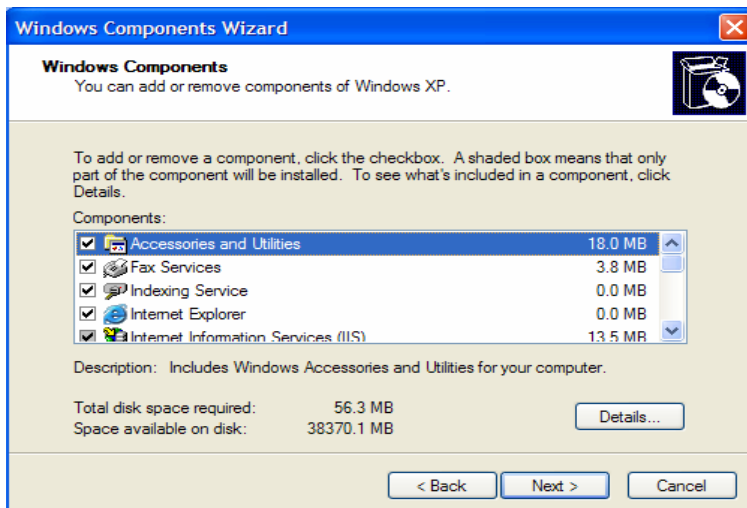 Windows Components Wizard
Windows Components
You can add or remove components of Windows XP.
To add or remove a component, click the checkbox. A shaded box means that only
part of the component will be installed. To see what's included in a component, click
Details.
Components:
Accessories and Utilities 18.0 MB
Fax Services 3.8 MB
Indexing Service 0.0 MB
Internet Explorer 0.0 MB
Internet Information Services (IIS) 13.5 MB
Description: Includes Windows Accessories and Utilities for your computer.
Total disk space required: 56.3 MB
Space available on disk: 38370.1 MB
Details...
< Back Next > Cancel